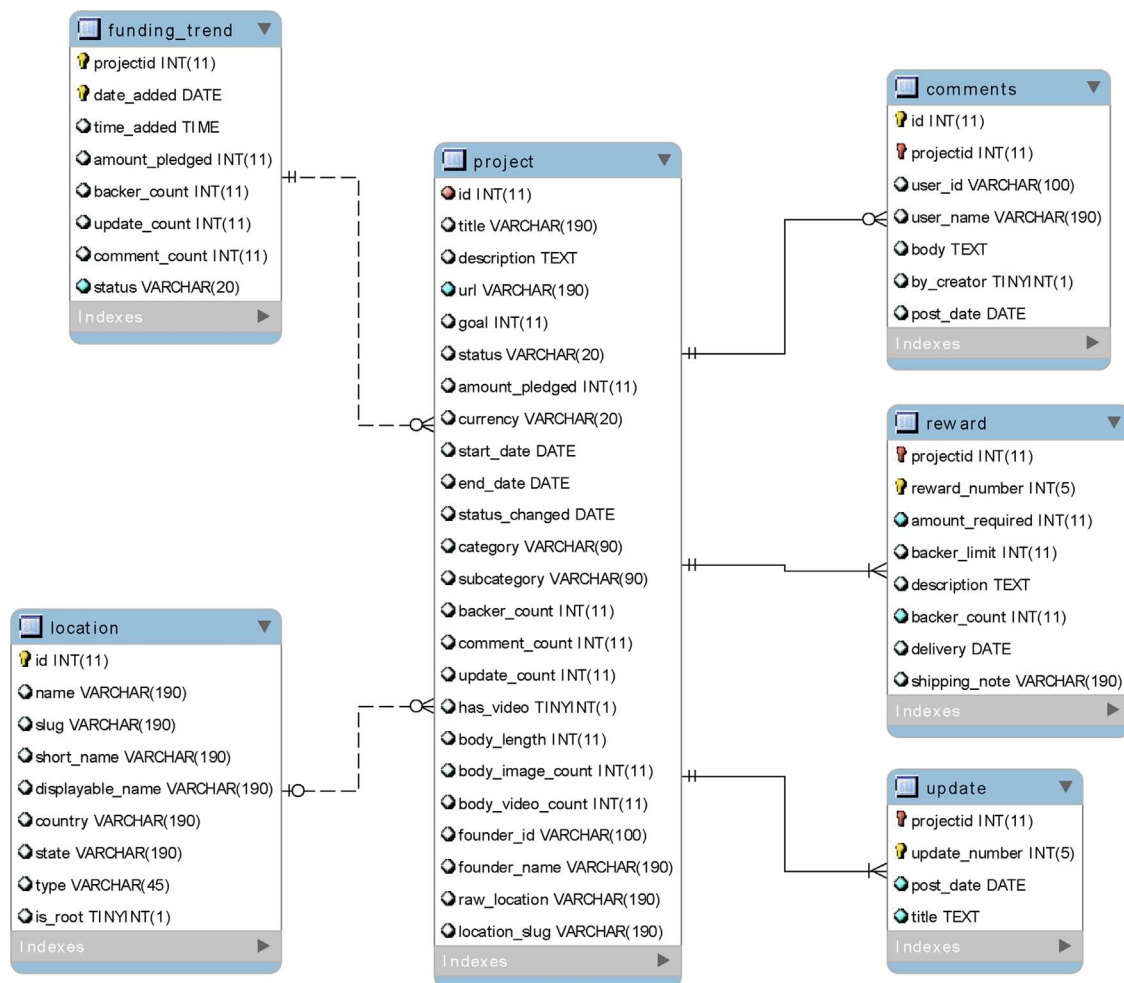 funding_trend
projectid INT(11)
date_added DATE
time_added TIME
amount_pledged INT(11)
backer_count INT(11)
update_count INT(11)
comment_count INT(11)
status VARCHAR(20)
Indexes
location
id INT(11)
name VARCHAR(190)
slug VARCHAR(190)
short_name VARCHAR(190)
displayable_name VARCHAR(190)
country VARCHAR(190)
state VARCHAR(190)
type VARCHAR(45)
is_root TINYINT(1)
Indexes
project
id INT(11)
title VARCHAR(190)
description TEXT
url VARCHAR(190)
goal INT(11)
status VARCHAR(20)
amount_pledged INT(11)
currency VARCHAR(20)
start_date DATE
end_date DATE
status_changed DATE
category VARCHAR(90)
subcategory VARCHAR(90)
backer_count INT(11)
comment_count INT(11)
update_count INT(11)
has_video TINYINT(1)
body_length INT(11)
body_image_count INT(11)
body_video_count INT(11)
founder_id VARCHAR(100)
founder_name VARCHAR(190)
raw_location VARCHAR(190)
location_slug VARCHAR(190)
Indexes
comments
id INT(11)
projectid INT(11)
user_id VARCHAR(100)
user_name VARCHAR(190)
body TEXT
by_creator TINYINT(1)
post_date DATE
Indexes
reward
projectid INT(11)
reward_number INT(5)
amount_required INT(11)
backer_limit INT(11)
description TEXT
backer_count INT(11)
delivery DATE
shipping_note VARCHAR(190)
Indexes
update
projectid INT(11)
update_number INT(5)
post_date DATE
title TEXT
Indexes